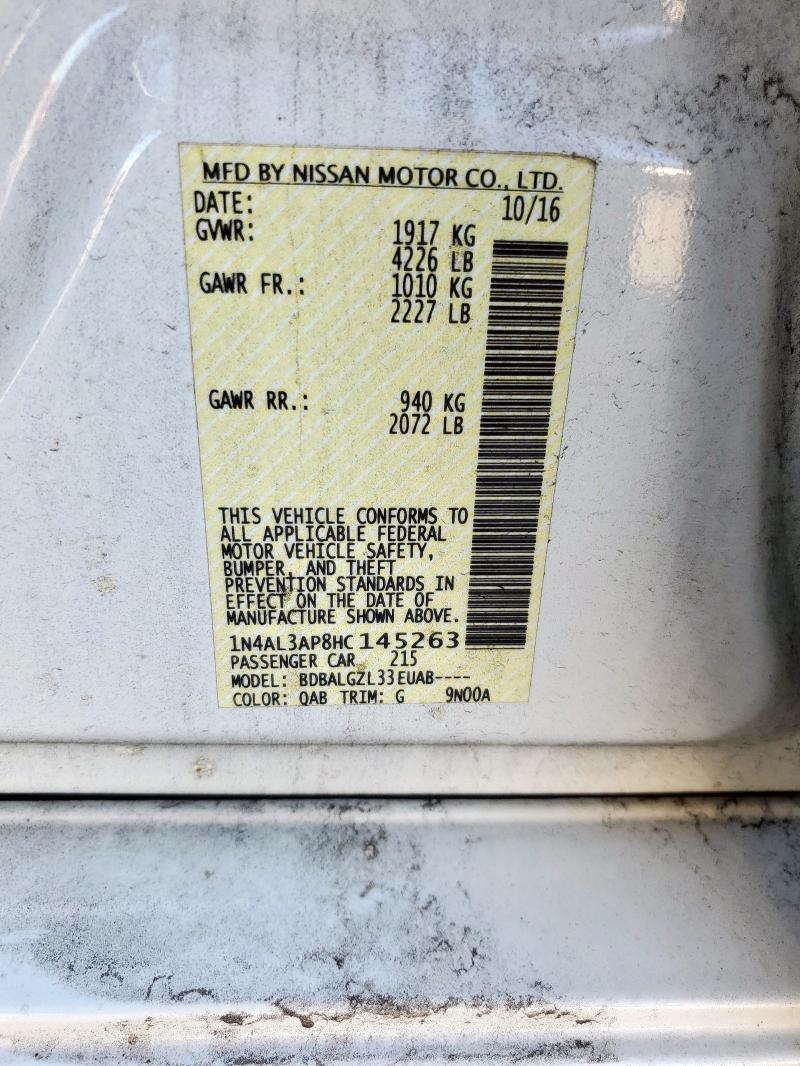 MFD BY NISSAN MOTOR CO., LTD.
DATE: 10/16
GVWR: 1917 KG
4226 LB
GAWR FR.: 1010 KG
2227 LB
GAWR RR.: 940 KG
2072 LB
THIS VEHICLE CONFORMS TO
ALL APPLICABLE FEDERAL
MOTOR VEHICLE SAFETY,
BUMPER, AND THEFT
PREVENTION STANDARDS IN
EFFECT ON THE DATE OF
MANUFACTURE SHOWN ABOVE.
1N4AL3AP8HC145263
PASSENGER CAR 215
MODEL: BDBALGZL33EUAB----
COLOR: QAB TRIM: G 9N00A